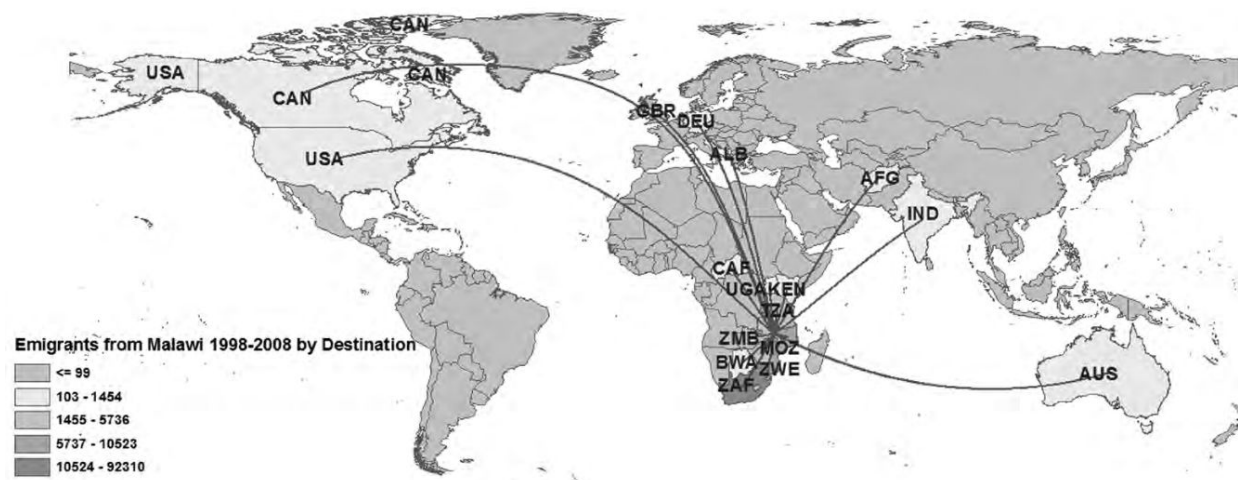 CAN
USA
CAN
CAN
GBR
DEU
USA
ALB
AFG
IND
CAF
UGA KEN
TZA
ZMB
MOZ
BWA
ZWE
ZAF
AUS
Emigrants from Malawi 1998-2008 by Destination
<= 99
103 - 1454
1455 - 5736
5737 - 10523
10524 - 92310